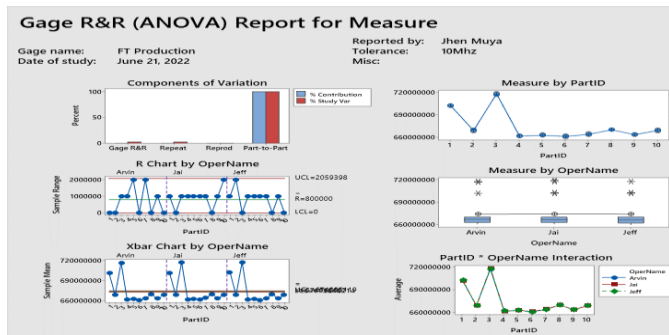 Gage R&R (ANOVA) Report for Measure
Gage name: FT Production
Date of study: June 21, 2022
Reported by: Jhen Muya
Tolerance: 10Mhz
Misc:
Components of Variation
100
50
0
Percent
Gage R&R Repeat Reprod Part-to-Part
% Contribution
% Study Var
R Chart by OperName
Arvin Jai Jeff
2000000
1000000
0
Sample Range
UCL=2059398
R=800000
LCL=0
PartID
Xbar Chart by OperName
Arvin Jai Jeff
720000000
690000000
660000000
Sample Mean
PartID
Measure by PartID
720000000
690000000
660000000
1 2 3 4 5 6 7 8 9 10
PartID
Measure by OperName
720000000
690000000
660000000
Arvin Jai Jeff
OperName
PartID * OperName Interaction
720000000
690000000
660000000
Average
1 2 3 4 5 6 7 8 9 10
PartID
OperName
Arvin
Jai
Jeff